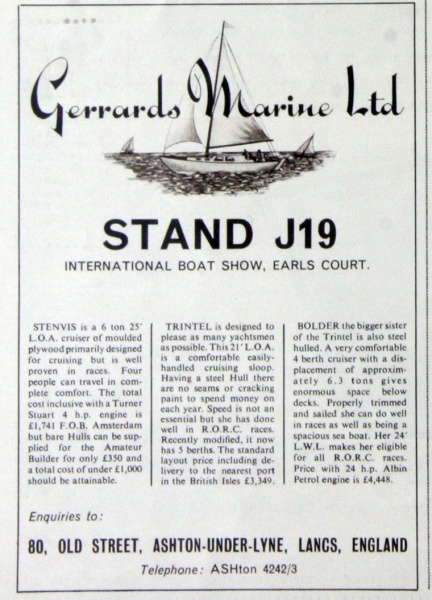 Gerrards Marine Ltd
STAND J19
INTERNATIONAL BOAT SHOW, EARLS COURT.
STENVIS is a 6 ton 25′
L.O.A. cruiser of moulded
plywood primarily designed
for cruising but is well
proven in races. Four
people can travel in com-
plete comfort. The total
cost inclusive with a Turner
Stuart 4 h.p. engine is
£1,741 F.O.B. Amsterdam
but bare Hulls can be sup-
plied for the Amateur
Builder for only £350 and
a total cost of under £1,000
should be attainable.
TRINTEL is designed to
please as many yachtsmen
as possible. This 21′ L.O.A.
is a comfortable easily-
handled cruising sloop.
Having a steel Hull there
are no seams or cracking
paint to spend money on
each year. Speed is not an
essential but she has done
well in R.O.R.C. races.
Recently modified, it now
has 5 berths. The standard
layout price including de-
livery to the nearest port
in the British Isles £3,349.
BOLDER the bigger sister
of the Trintel is also steel
hulled. A very comfortable
4 berth cruiser with a dis-
placement of approxim-
ately 6.3 tons gives
enormous space below
decks. Properly trimmed
and sailed she can do well
in races as well as being a
spacious sea boat. Her 24′
L.W.L. makes her eligible
for all R.O.R.C. races.
Price with 24 h.p. Albin
Petrol engine is £4,448.
Enquiries to:
80, OLD STREET, ASHTON-UNDER-LYNE, LANCS, ENGLAND
Telephone: ASHton 4242/3